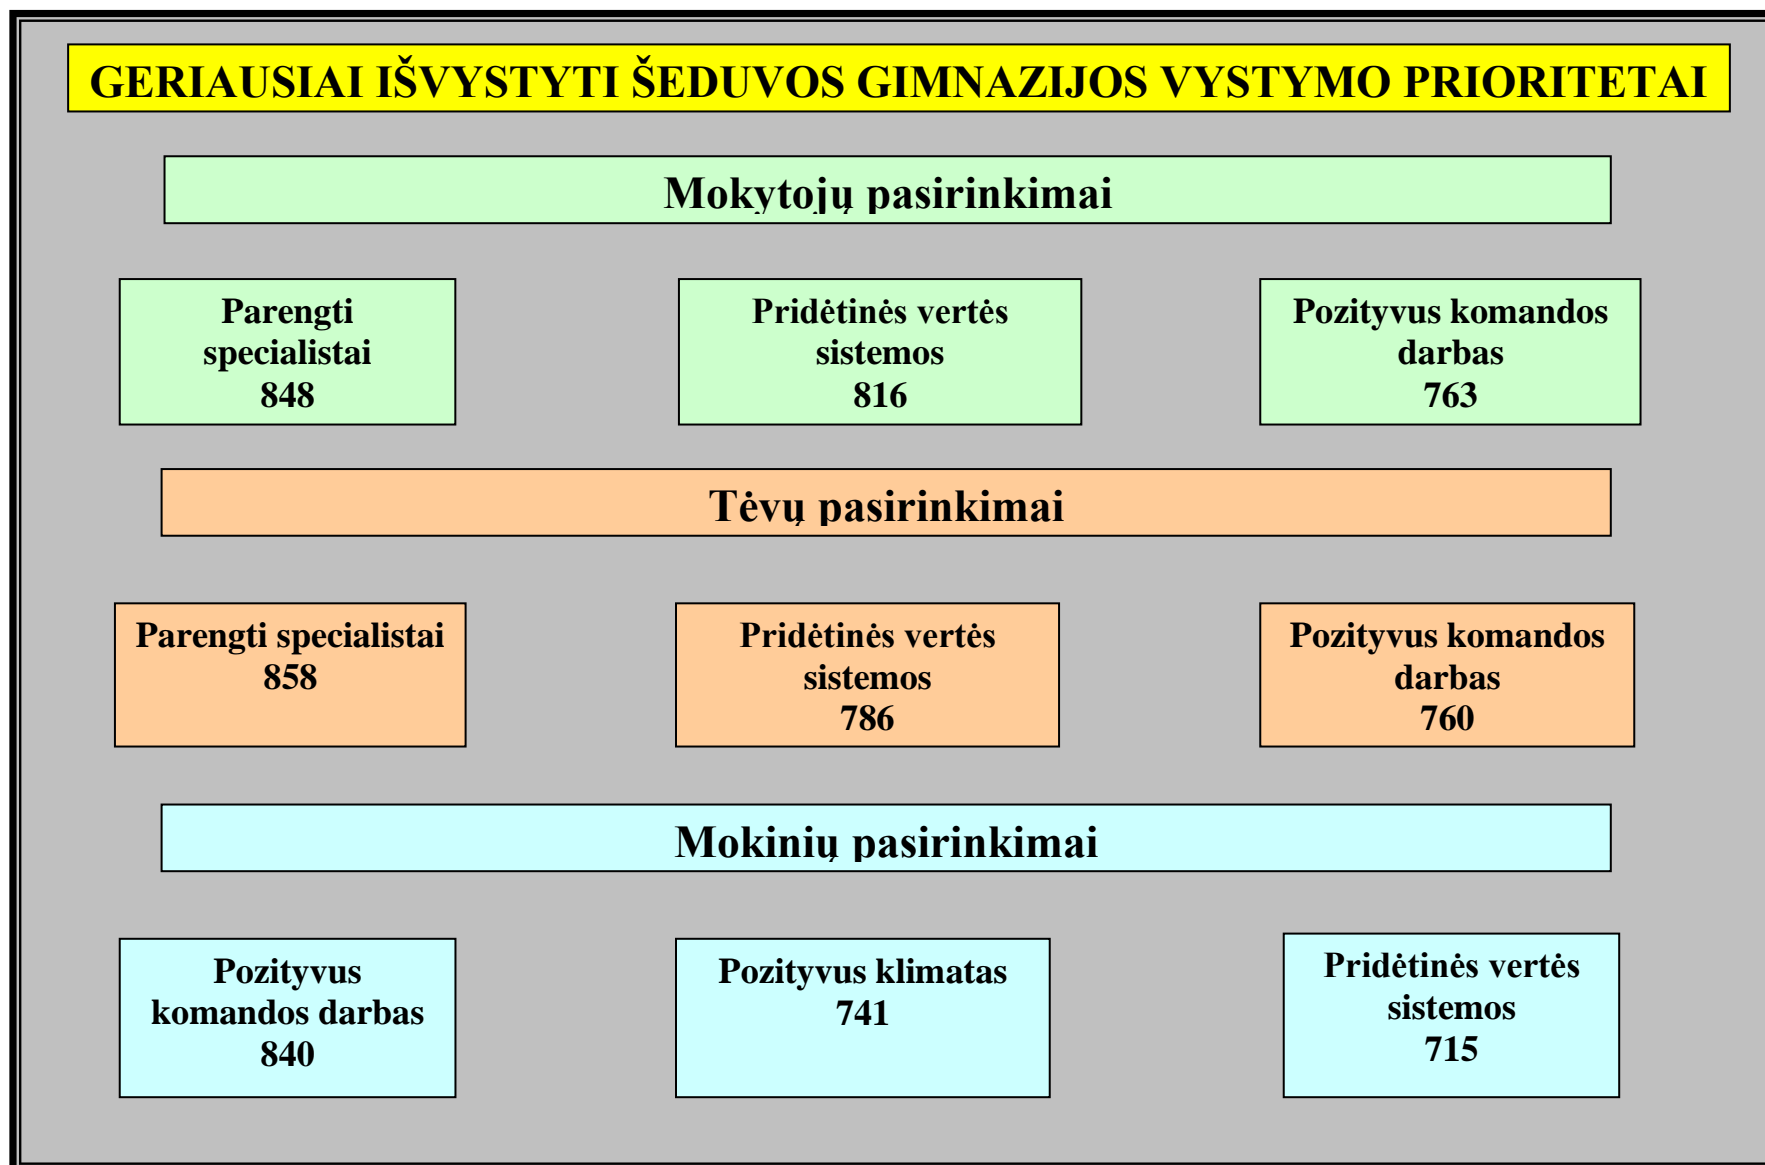 GERIAUSIAI IŠVYSTYTI ŠEDUVOS GIMNAZIJOS VYSTYMO PRIORITETAI
Mokytojų pasirinkimai
Parengti
specialistai
848
Pridėtinės vertės
sistemos
816
Pozityvus komandos
darbas
763
Tėvų pasirinkimai
Parengti specialistai
858
Pridėtinės vertės
sistemos
786
Pozityvus komandos
darbas
760
Mokinių pasirinkimai
Pozityvus
komandos darbas
840
Pozityvus klimatas
741
Pridėtinės vertės
sistemos
715